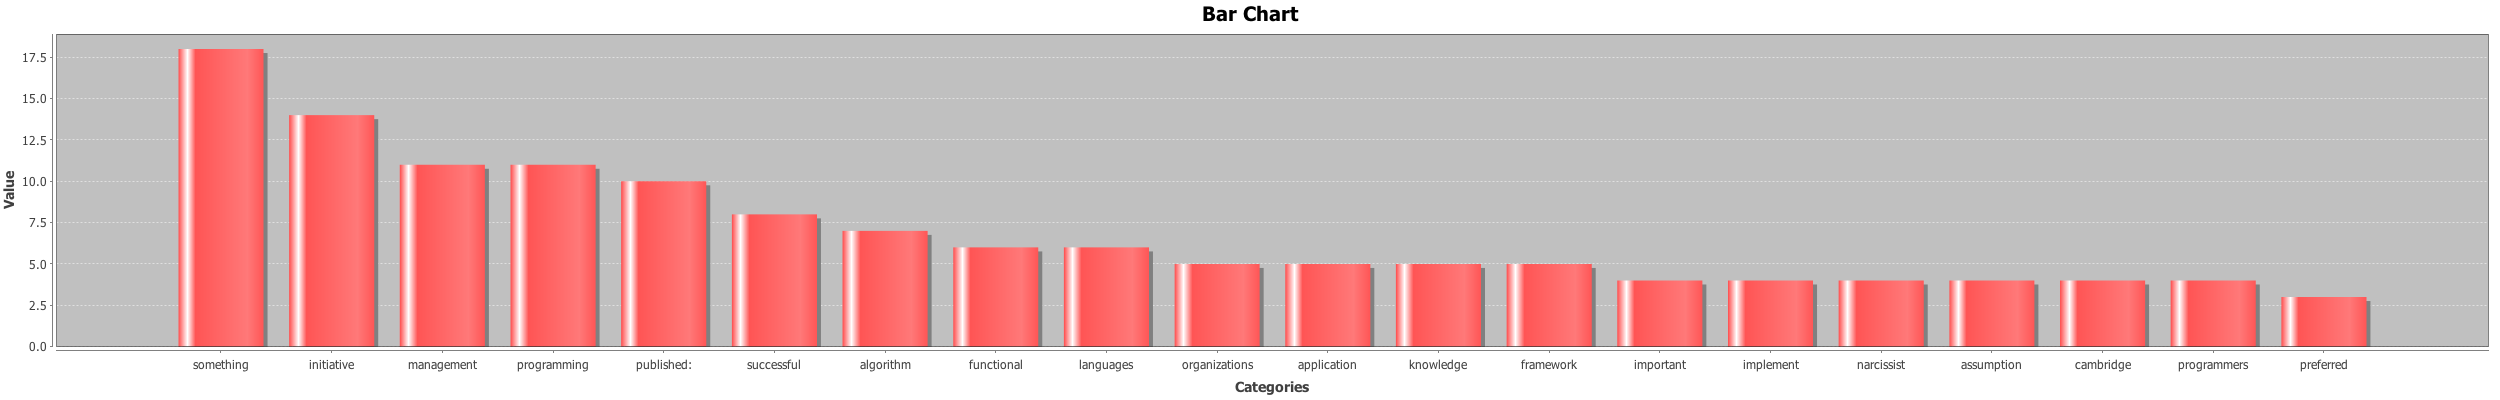 Bar Chart
17.5
15.0
12.5
10.0
7.5
5.0
2.5
0.0
Value
something initiative management programming published: successful algorithm functional languages organizations application knowledge framework important implement narcissist assumption cambridge programmers preferred
Categories